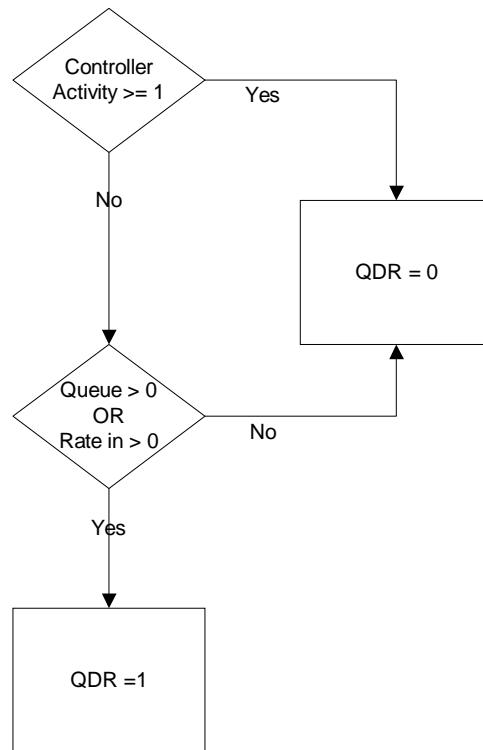 Controller
Activity >= 1
Yes
No
QDR = 0
Queue > 0
OR
Rate in > 0
No
Yes
QDR =1